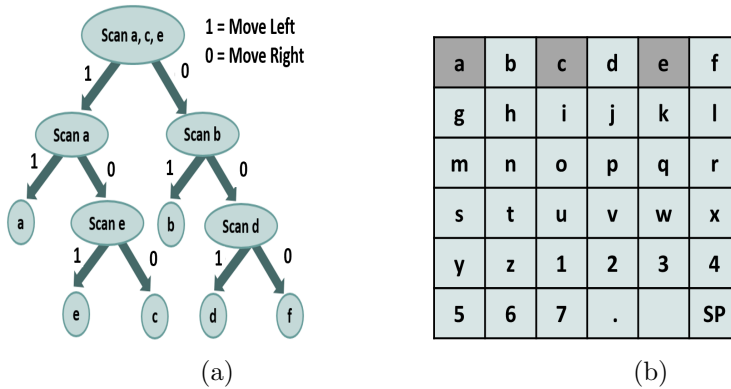 Scan a, c, e
1 = Move Left
0 = Move Right
1 0
Scan a Scan b
1 0 1 0
a Scan e b Scan d
1 0 1 0
e c d f
(a)
a b c d e f
g h i j k l
m n o p q r
s t u v w x
y z 1 2 3 4
5 6 7 . SP
(b)